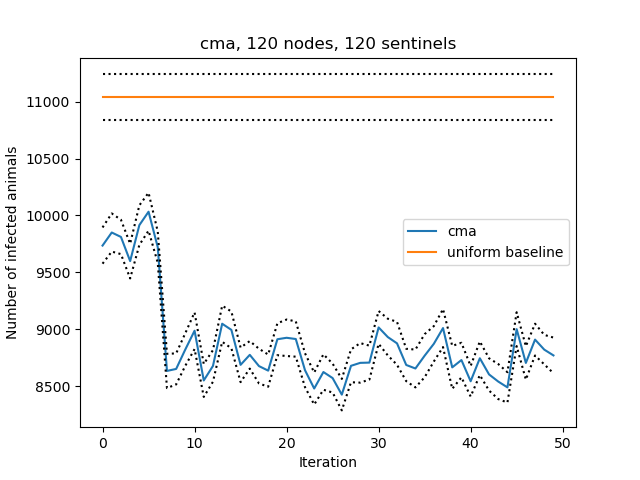 cma, 120 nodes, 120 sentinels
Number of infected animals
11000
10500
10000
9500
9000
8500
cma
uniform baseline
0
10
20
30
40
50
Iteration